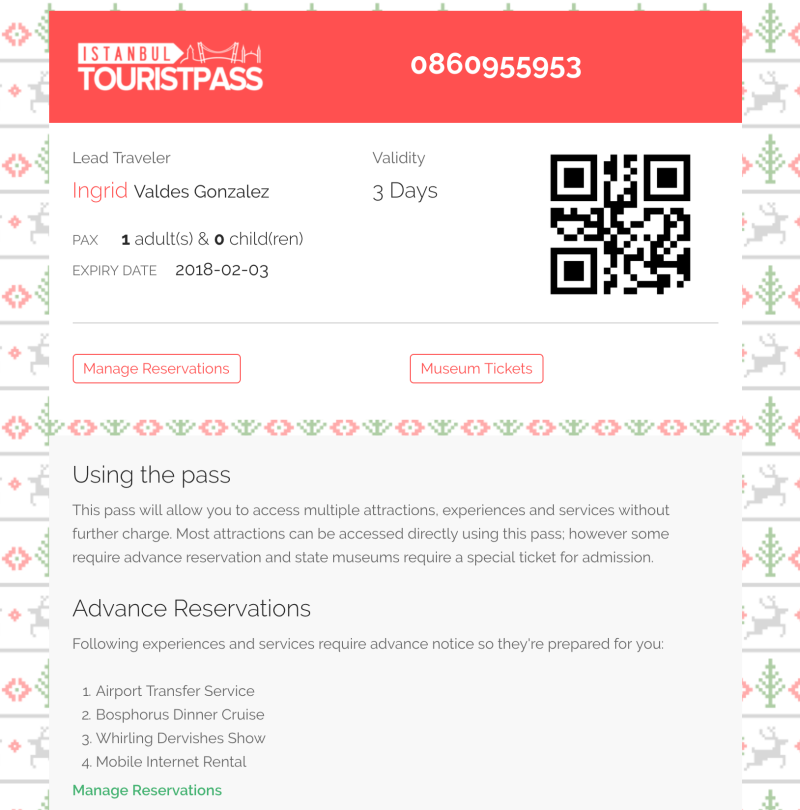 ISTANBUL
TOURISTPASS
0860955953
Lead Traveler
Validity
Ingrid Valdes Gonzalez
3 Days
PAX 1 adult(s) & 0 child(ren)
EXPIRY DATE 2018-02-03
Manage Reservations
Museum Tickets
Using the pass
This pass will allow you to access multiple attractions, experiences and services without
further charge. Most attractions can be accessed directly using this pass; however some
require advance reservation and state museums require a special ticket for admission.
Advance Reservations
Following experiences and services require advance notice so they're prepared for you:
1. Airport Transfer Service
2. Bosphorus Dinner Cruise
3. Whirling Dervishes Show
4. Mobile Internet Rental
Manage Reservations